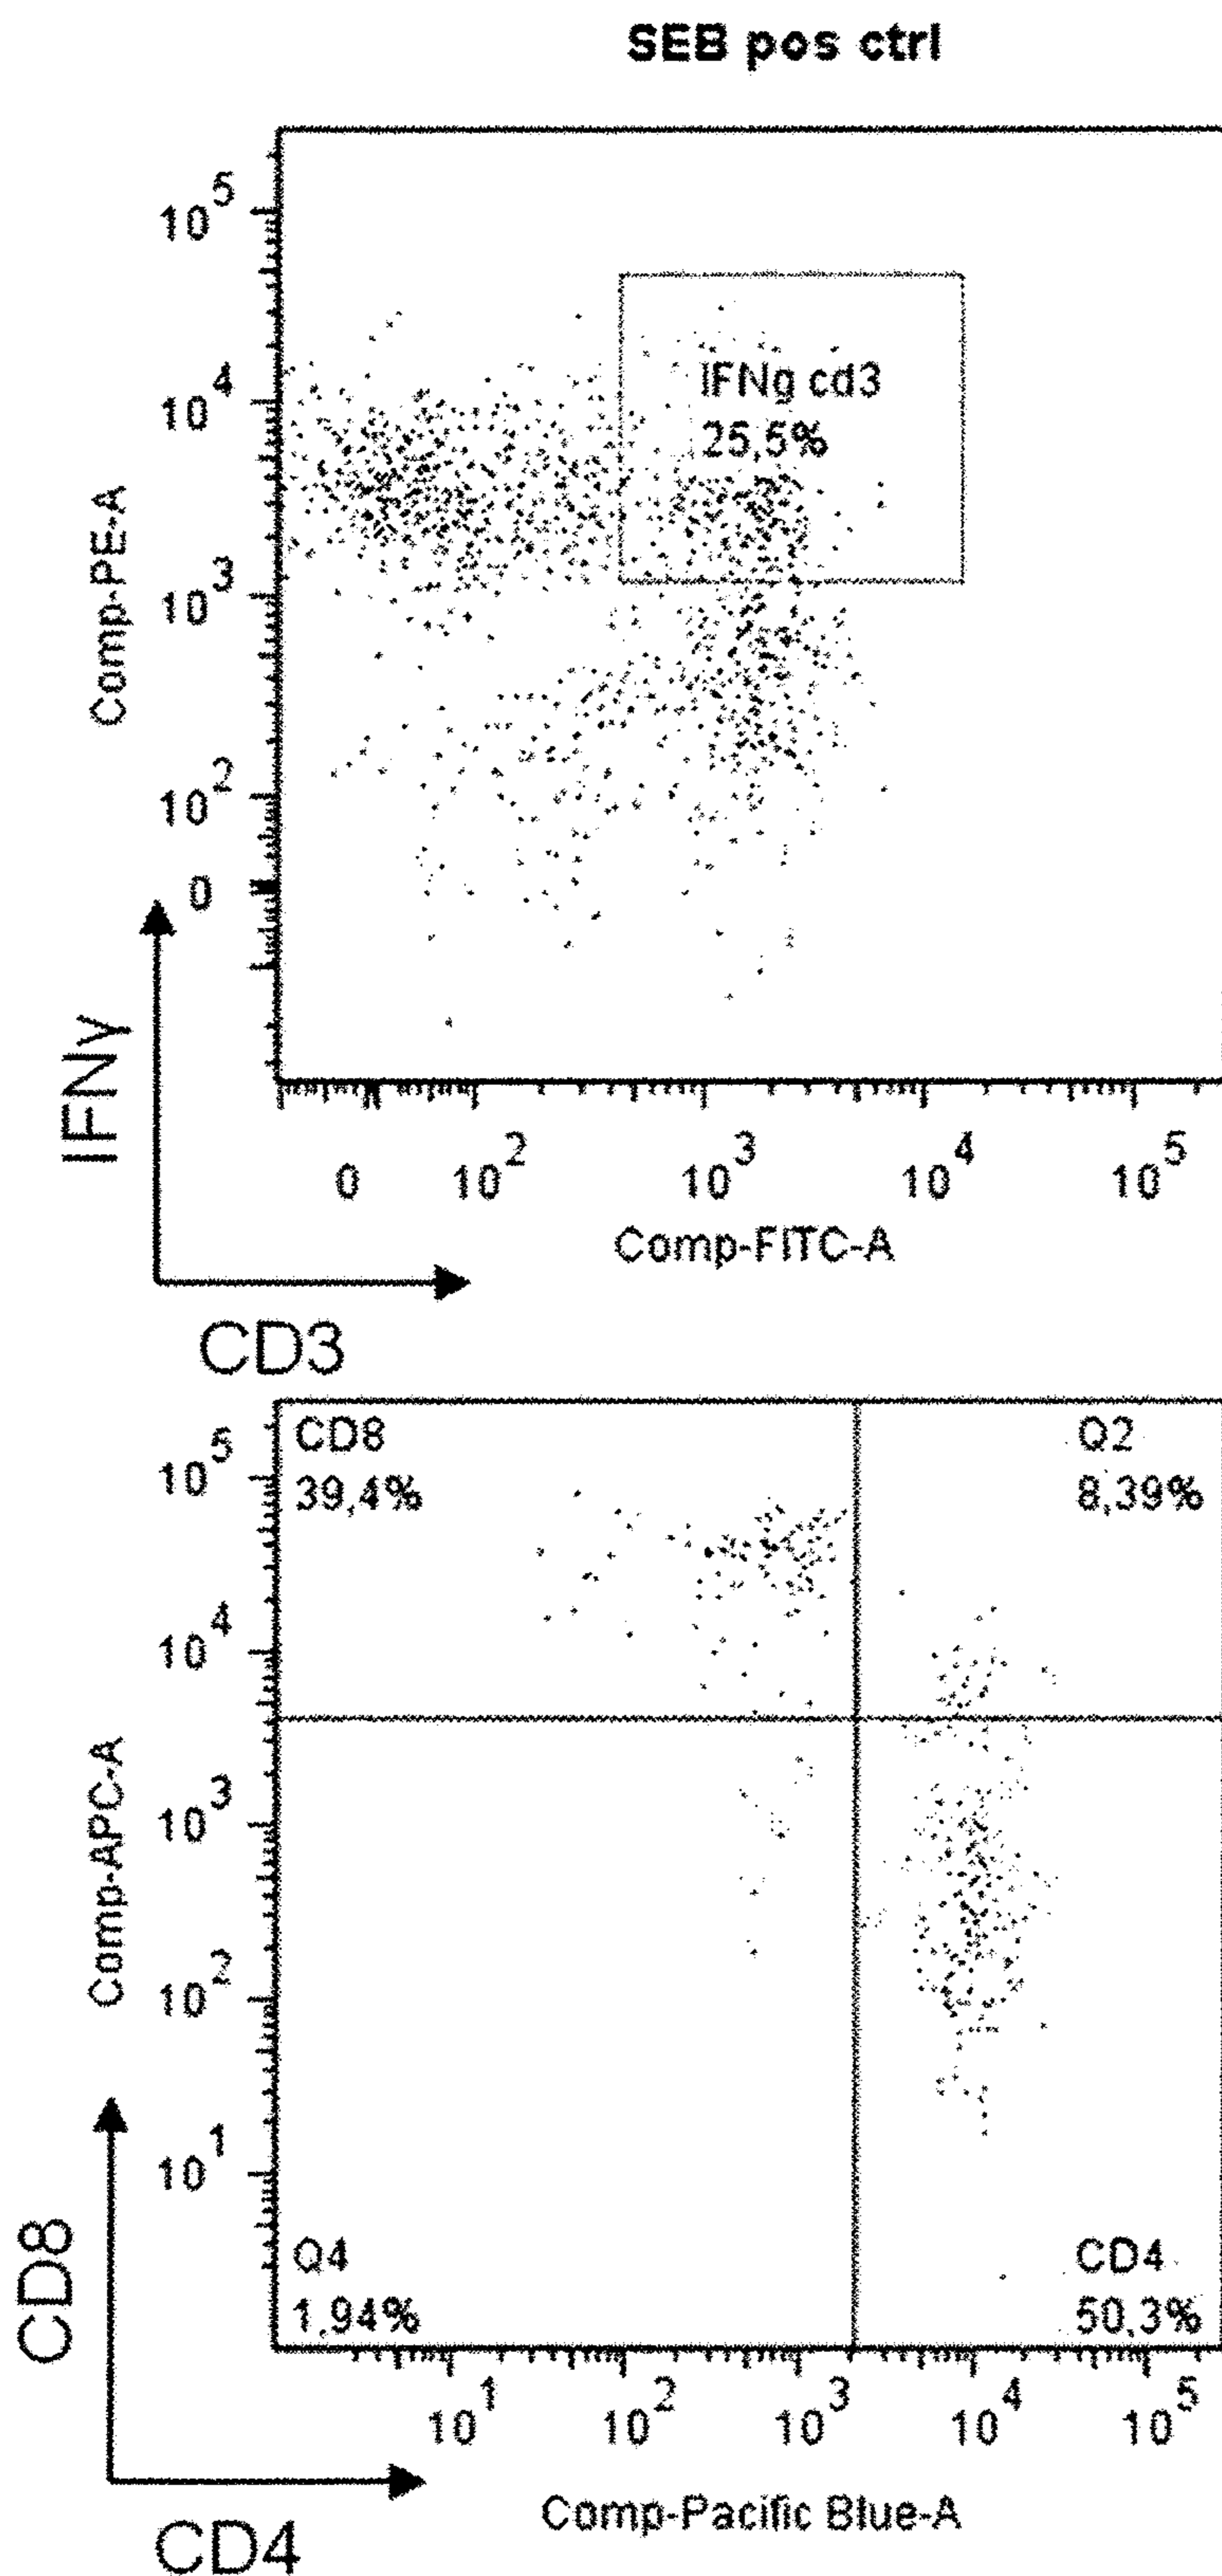 SEB pos ctrl
10^5
10^4
10^3
10^2
0
Comp-PE-A
IFNγ
IFNg cd3
25,5%
0 10^2 10^3 10^4 10^5
Comp-FITC-A
CD3
CD8
39,4%
Q2
8,39%
10^5
10^4
10^3
10^2
10^1
Comp-APC-A
CD8
Q4
1,94%
CD4
50,3%
10^1 10^2 10^3 10^4 10^5
Comp-Pacific Blue-A
CD4